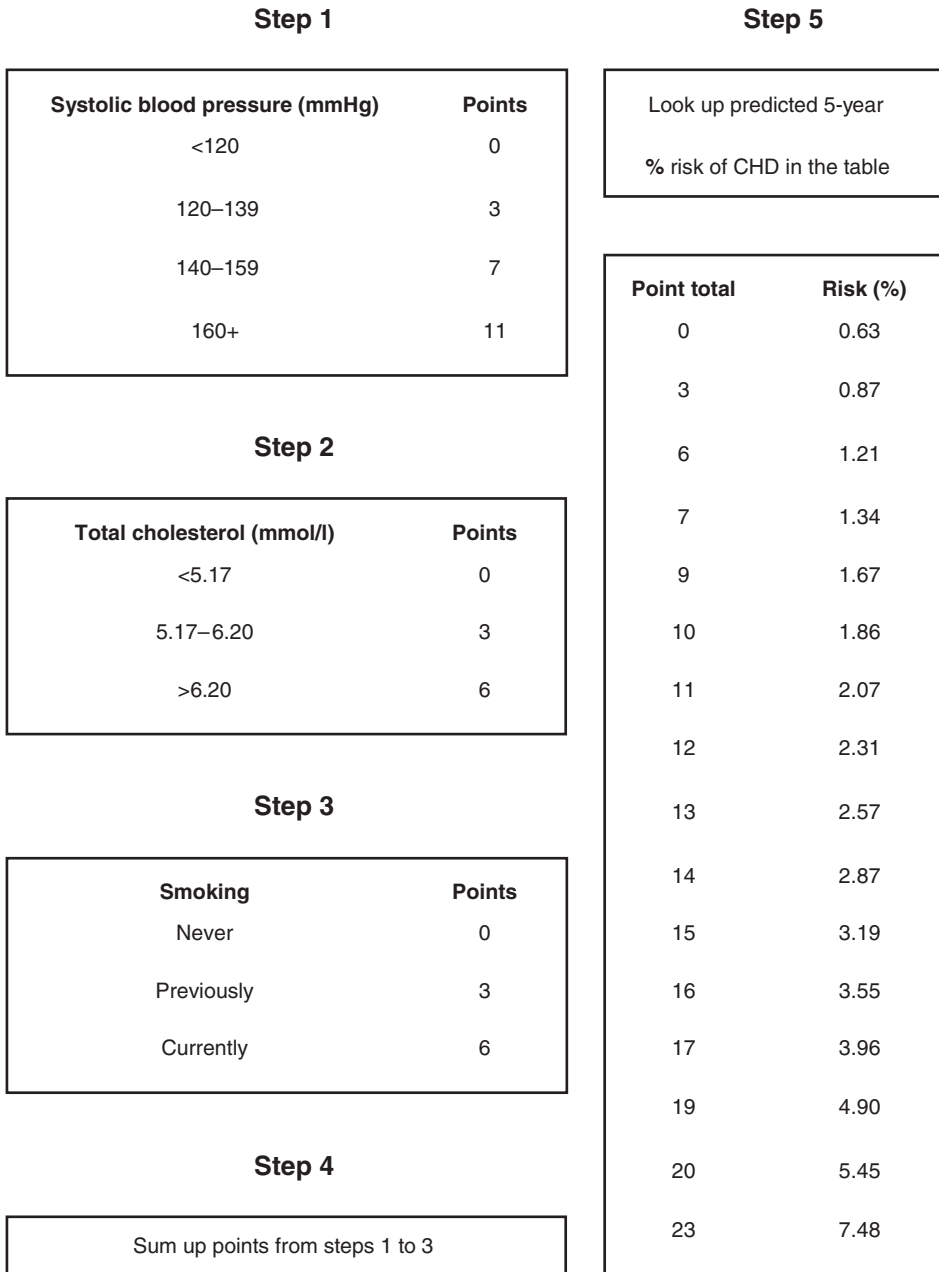 Step 1
Systolic blood pressure (mmHg) Points
<120 0
120–139 3
140–159 7
160+ 11
Step 2
Total cholesterol (mmol/l) Points
<5.17 0
5.17–6.20 3
>6.20 6
Step 3
Smoking Points
Never 0
Previously 3
Currently 6
Step 4
Sum up points from steps 1 to 3
Step 5
Look up predicted 5-year
% risk of CHD in the table
Point total Risk (%)
0 0.63
3 0.87
6 1.21
7 1.34
9 1.67
10 1.86
11 2.07
12 2.31
13 2.57
14 2.87
15 3.19
16 3.55
17 3.96
19 4.90
20 5.45
23 7.48